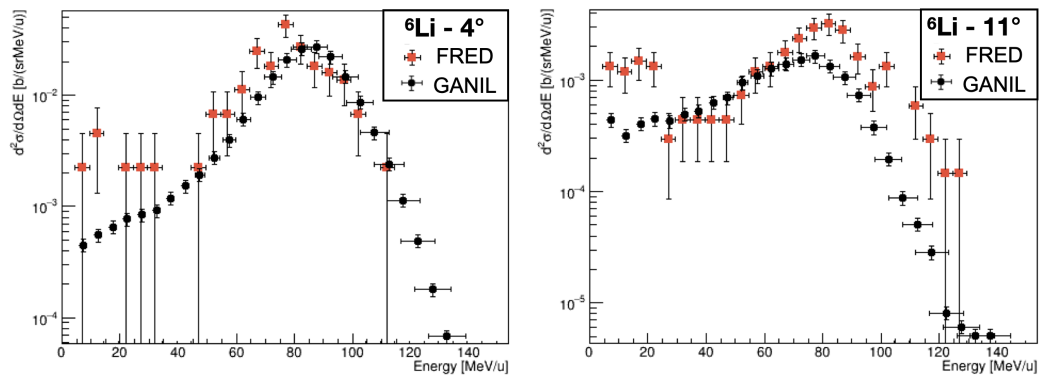 ⁶Li - 4°
FRED
GANIL
d²σ/dΩdE [b/(srMeV/u)]
10⁻²
10⁻³
10⁻⁴
0 20 40 60 80 100 120 140
Energy [MeV/u]
⁶Li - 11°
FRED
GANIL
d²σ/dΩdE [b/(srMeV/u)]
10⁻³
10⁻⁴
10⁻⁵
0 20 40 60 80 100 120 140
Energy [MeV/u]